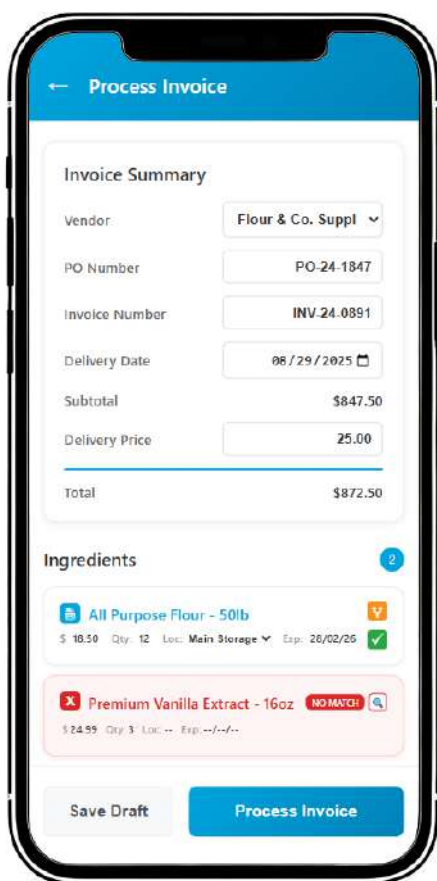 ← Process Invoice
Invoice Summary
Vendor Flour & Co. Suppl
PO Number PO-24-1847
Invoice Number INV-24-0891
Delivery Date 08/29/2025
Subtotal $847.50
Delivery Price 25.00
Total $872.50
Ingredients 2
All Purpose Flour - 50lb
$ 18.50 Qty: 12 Loc: Main Storage Exp: 28/02/26
X Premium Vanilla Extract - 16oz NO MATCH
$ 24.99 Qty 3 Loc: -- Exp: --/--/--
Save Draft Process Invoice